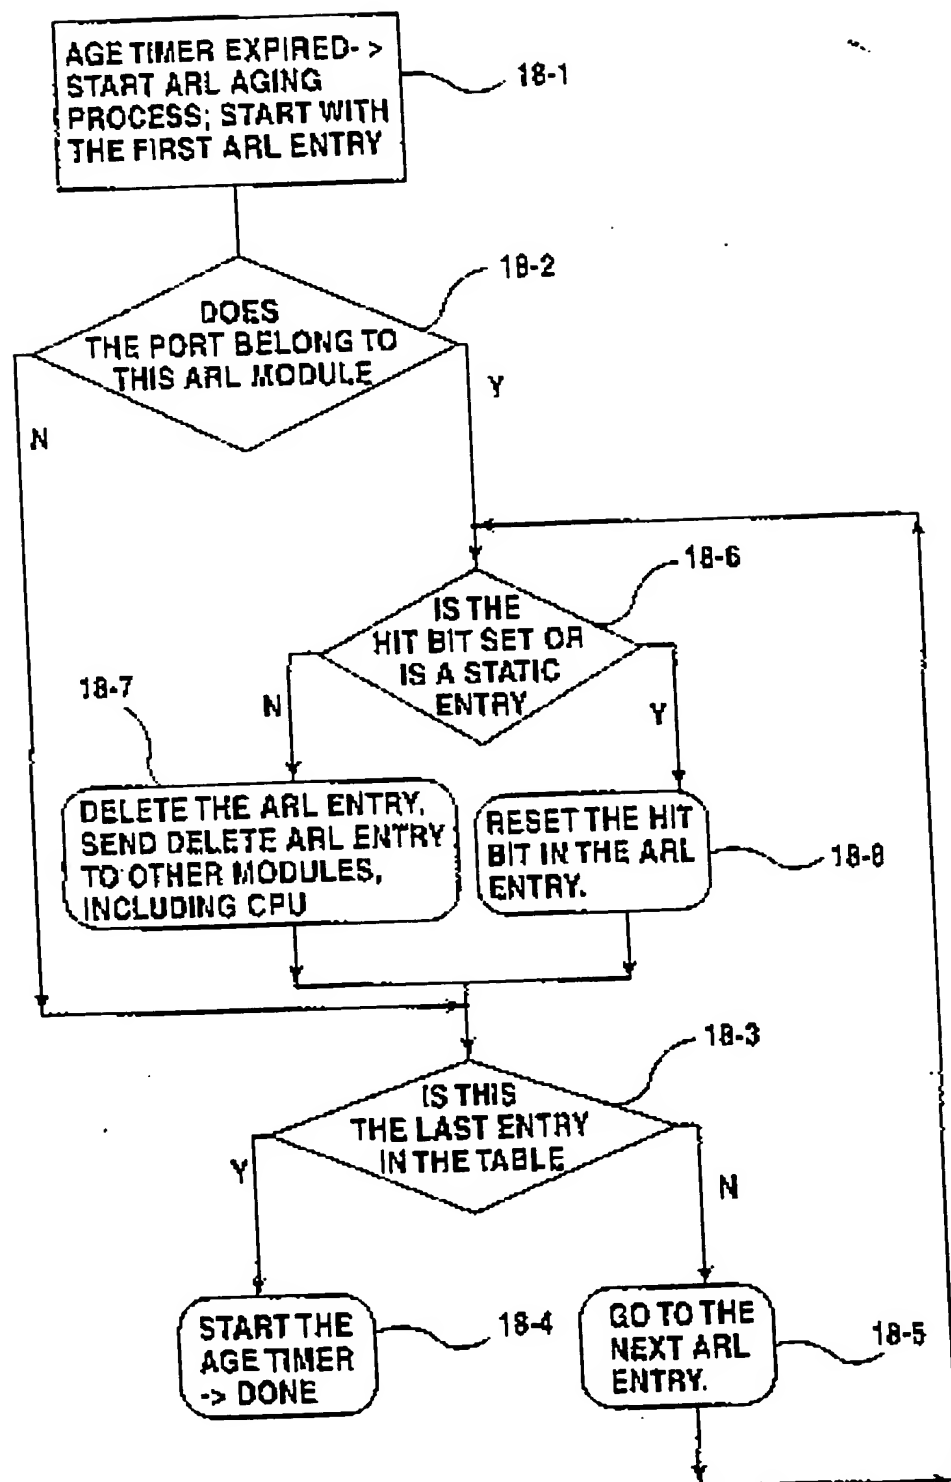 AGE TIMER EXPIRED- >
START ARL AGING
PROCESS; START WITH
THE FIRST ARL ENTRY
18-1
18-2
DOES
THE PORT BELONG TO
THIS ARL MODULE
Y
N
18-6
IS THE
HIT BIT SET OR
IS A STATIC
ENTRY
18-7
N
Y
DELETE THE ARL ENTRY.
SEND DELETE ARL ENTRY
TO OTHER MODULES,
INCLUDING CPU
RESET THE HIT
BIT IN THE ARL
ENTRY.
18-8
18-3
IS THIS
THE LAST ENTRY
IN THE TABLE
Y
N
START THE
AGE TIMER
-> DONE
18-4
GO TO THE
NEXT ARL
ENTRY.
18-5